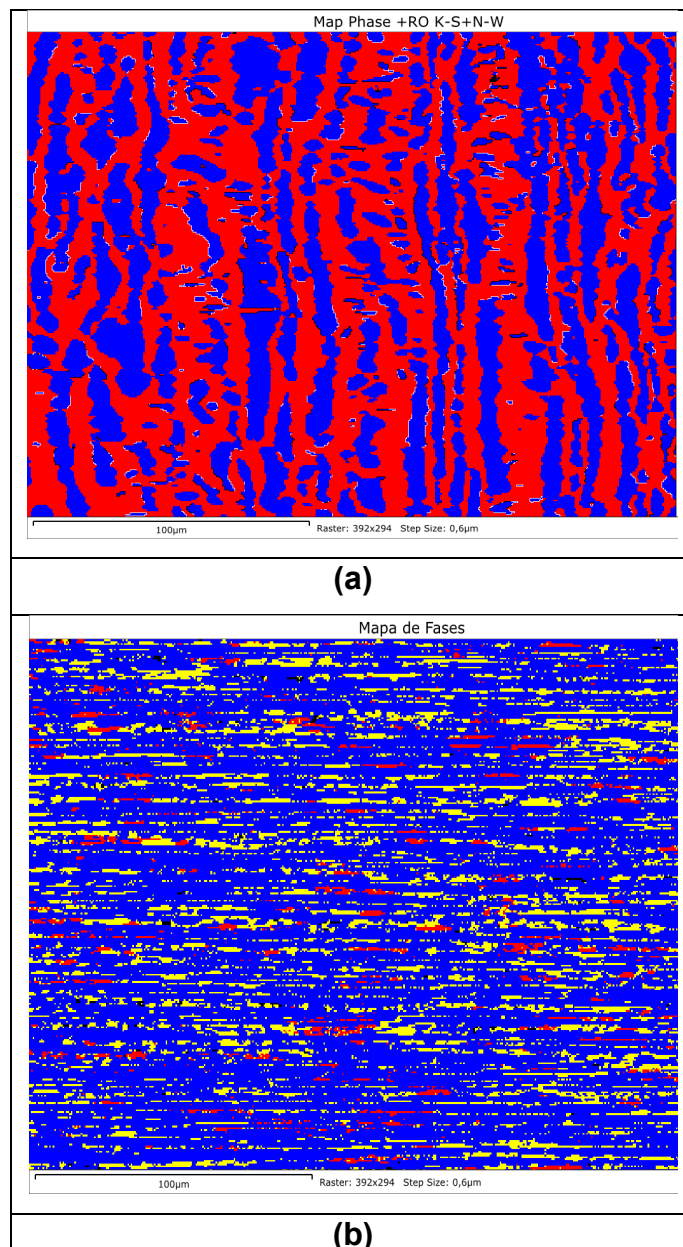 Map Phase +RO K-S+N-W
100µm Raster: 392x294 Step Size: 0,6µm
(a)
Mapa de Fases
100µm Raster: 392x294 Step Size: 0,6µm
(b)